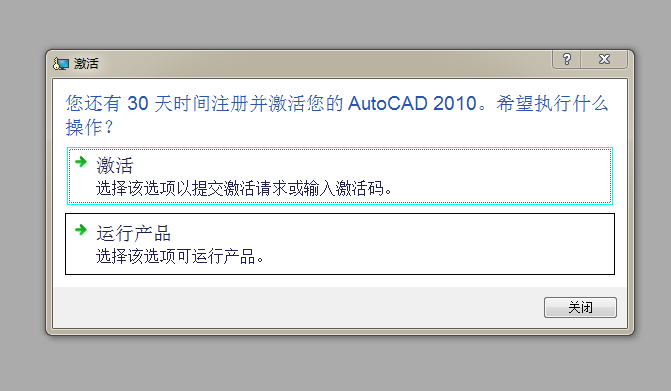 激活
您还有 30 天时间注册并激活您的 AutoCAD 2010。希望执行什么
操作？
激活
选择该选项以提交激活请求或输入激活码。
运行产品
选择该选项可运行产品。
关闭